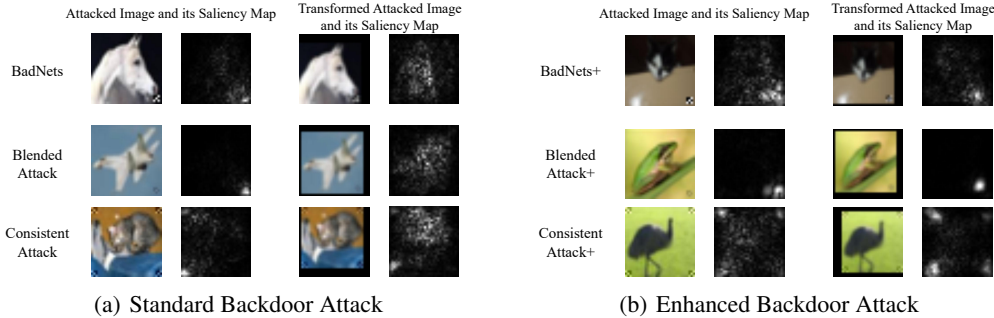 Attacked Image and its Saliency Map
Transformed Attacked Image
and its Saliency Map
BadNets
Blended
Attack
Consistent
Attack
(a) Standard Backdoor Attack
Attacked Image and its Saliency Map
Transformed Attacked Image
and its Saliency Map
BadNets+
Blended
Attack+
Consistent
Attack+
(b) Enhanced Backdoor Attack